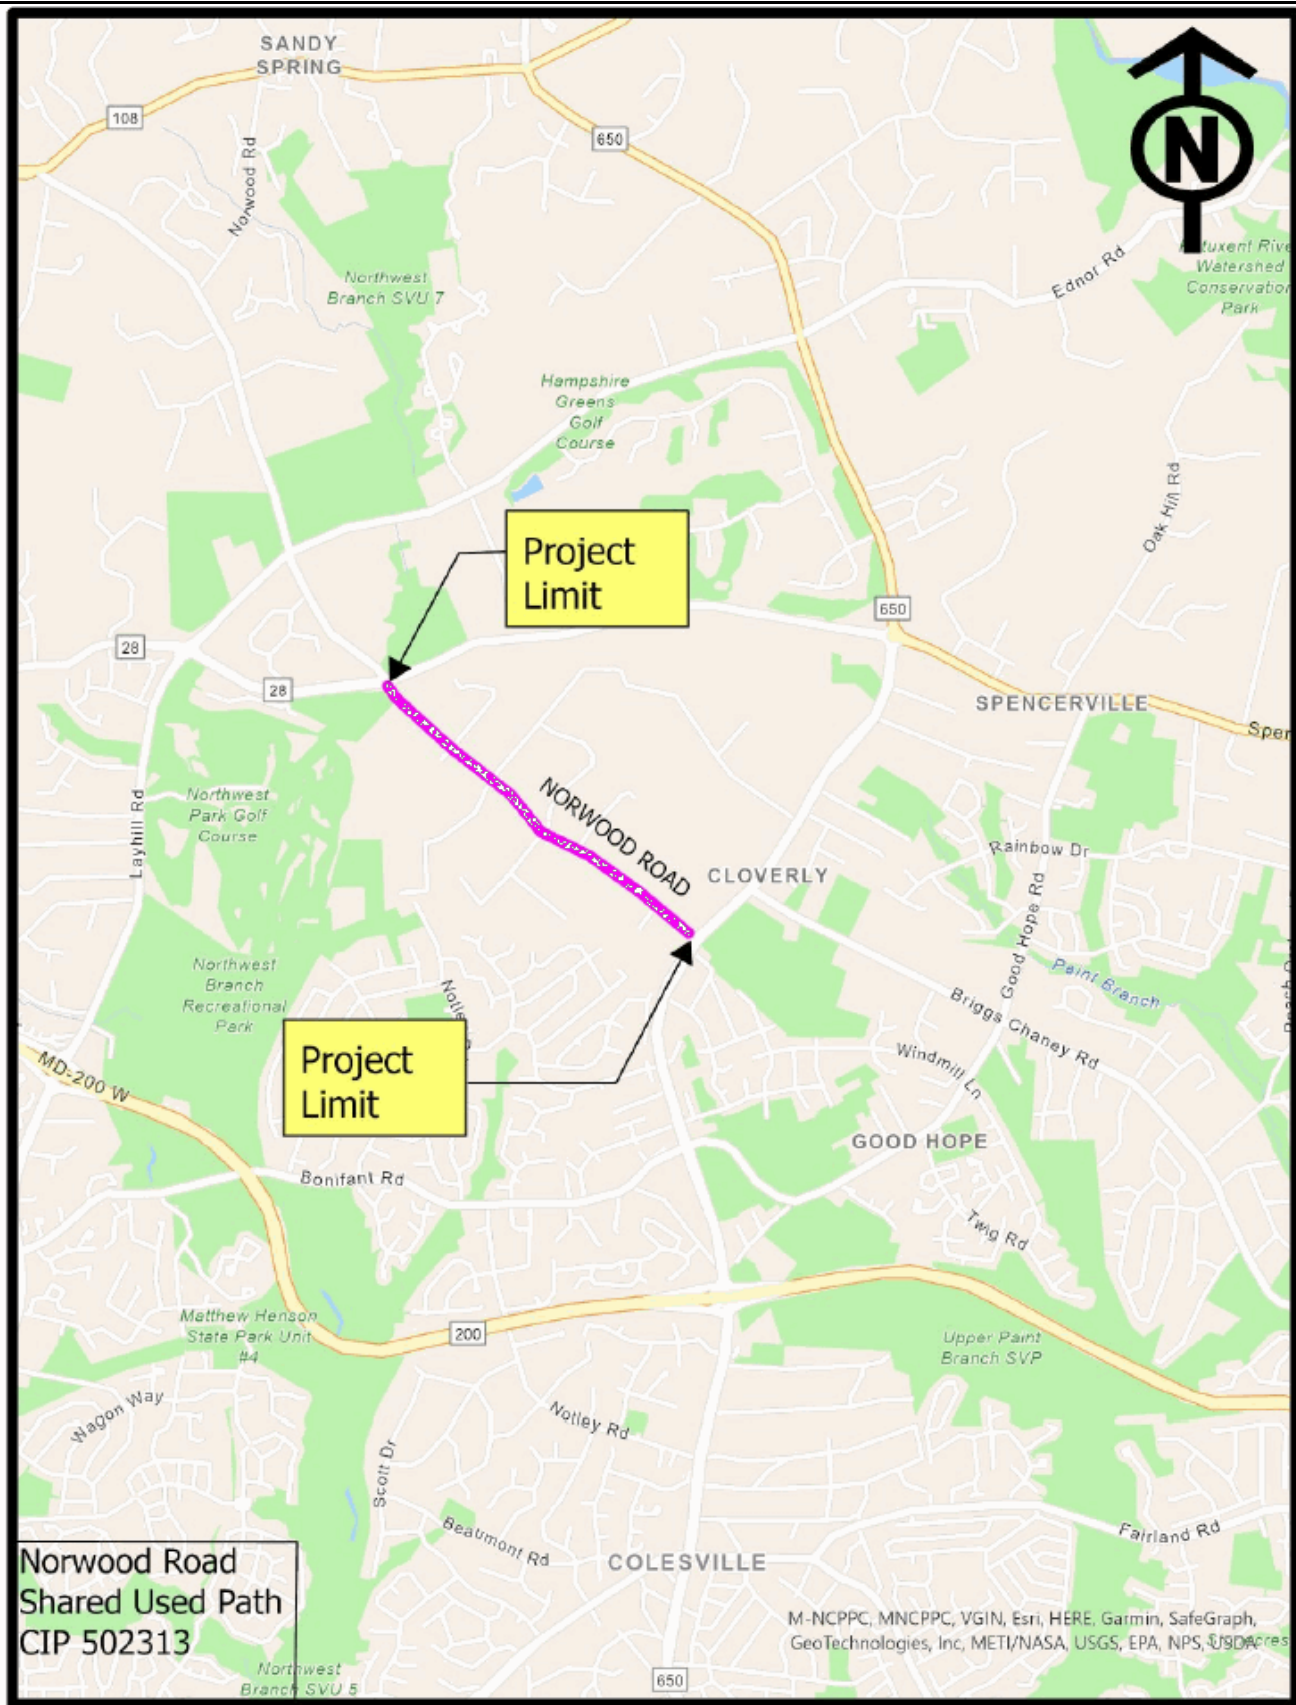 SANDY
SPRING
N
108
650
Norwood Rd
Northwest
Branch SVU 7
Ednor Rd
Watershed
Park
Hampshire
Greens
Golf
Course
Oak Hill Rd
Project
Limit
650
28
28
SPENCERVILLE
Northwest
Park Golf
Course
Layhill Rd
NORWOOD ROAD
Rainbow Dr
CLOVERLY
Good Hope Rd
Northwest
Branch
Recreational
Park
Paint Branch
Briggs Chaney Rd
Project
Limit
MD-200 W
Windmill Ln
GOOD HOPE
Bonifant Rd
Twig Rd
Matthew Henson
State Park Unit
#4
200
Upper Paint
Branch SVP
Wagon Way
Notley Rd
Scott Dr
Beaumont Rd
Fairland Rd
COLESVILLE
Norwood Road
Shared Used Path
CIP 502313
M-NCPPC, MNCPPC, VGIN, Esri, HERE, Garmin, SafeGraph,
GeoTechnologies, Inc, METI/NASA, USGS, EPA, NPS, USDA
Northwest
Branch SVU 5
650